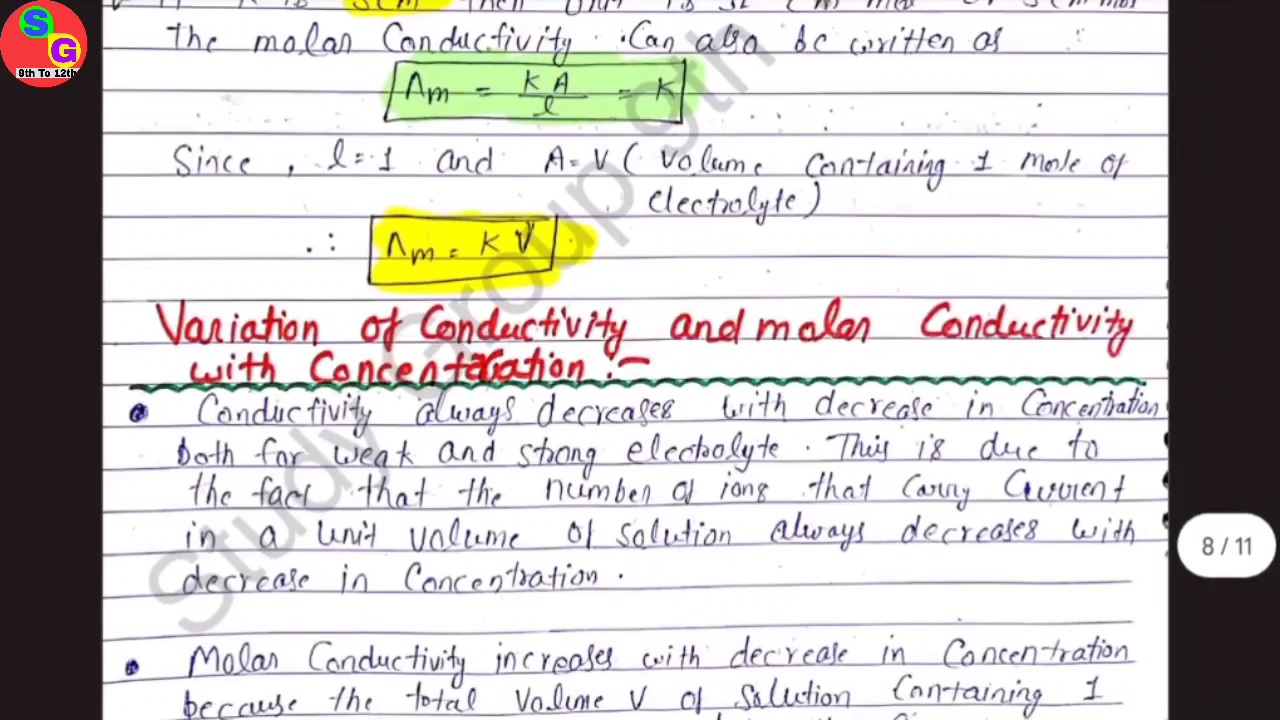 SG
9th To 12th
The molar Conductivity. Can also be written as
Λm = K A / l = K
Since, l=1 and A=V (volume containing 1 mole of
electrolyte)
∴ Λm = K V
Variation of Conductivity and molar Conductivity
with Concentration :-
• Conductivity always decreases with decrease in Concentration
both for weak and strong electrolyte. This is due to
the fact that the number of ions that carry current
in a unit volume of solution always decreases with
decrease in Concentration.
• Molar Conductivity increases with decrease in Concentration
because the total volume V of solution containing 1
Study Group 9th
8 / 11